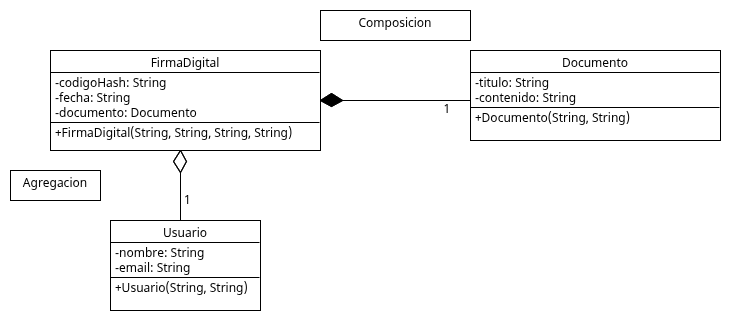 Composicion
FirmaDigital
-codigoHash: String
-fecha: String
-documento: Documento
+FirmaDigital(String, String, String, String)
1
Documento
-titulo: String
-contenido: String
+Documento(String, String)
Agregacion
1
Usuario
-nombre: String
-email: String
+Usuario(String, String)